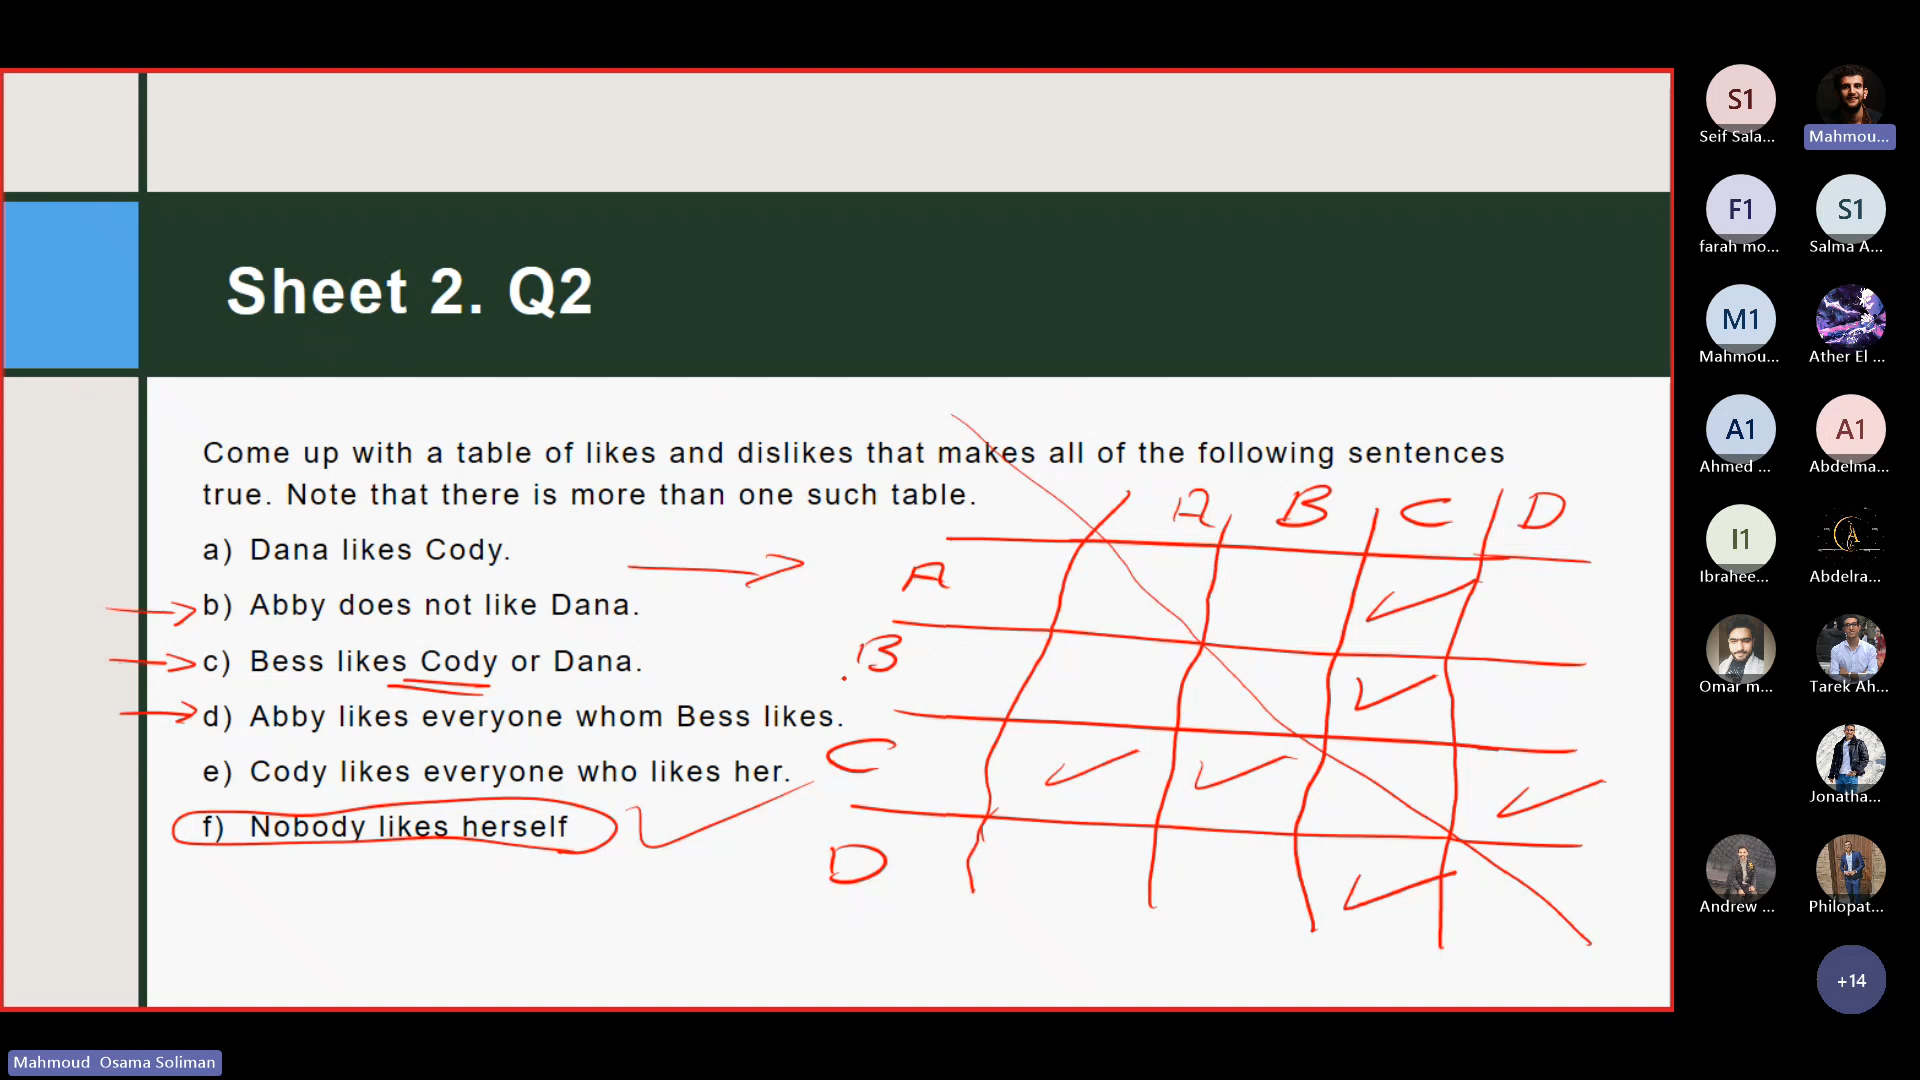 Sheet 2. Q2
Come up with a table of likes and dislikes that makes all of the following sentences
true. Note that there is more than one such table.
a) Dana likes Cody.
b) Abby does not like Dana.
c) Bess likes Cody or Dana.
d) Abby likes everyone whom Bess likes.
e) Cody likes everyone who likes her.
f) Nobody likes herself
A B C D
A
B
C
D
S1
Seif Sala...
Mahmou...
F1
farah mo...
S1
Salma A...
M1
Mahmou...
Ather El ...
A1
Ahmed ...
A1
Abdelma...
I1
Ibrahee...
A
Abdelra...
Omar m...
Tarek Ah...
Jonatha...
Andrew ...
Philopat...
+14
Mahmoud Osama Soliman